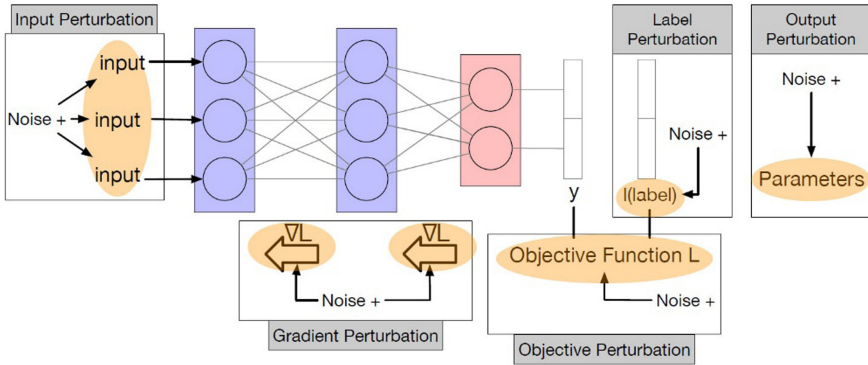 Input Perturbation
input
Noise +
input
input
Label
Perturbation
Noise +
l(label)
Output
Perturbation
Noise +
Parameters
y
∇L
∇L
Noise +
Gradient Perturbation
Objective Function L
Noise +
Objective Perturbation